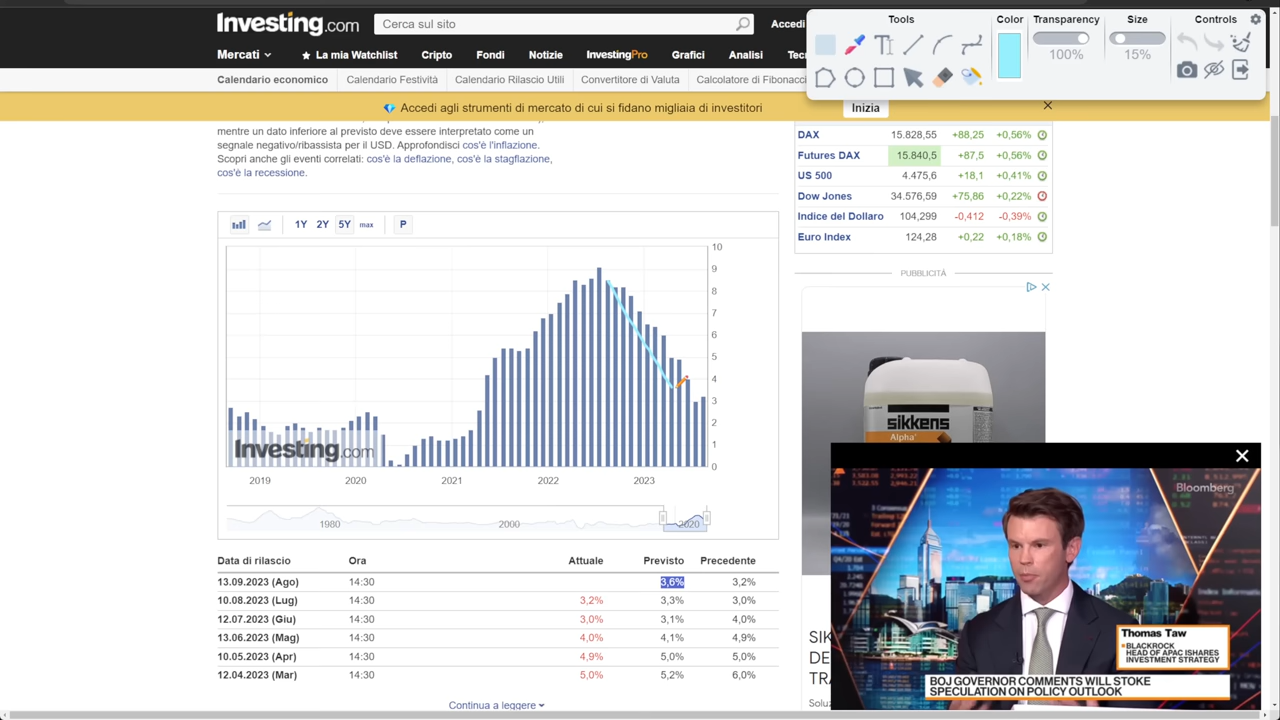 Investing.com
Cerca sul sito
Accedi
Mercati
La mia Watchlist
Cripto
Fondi
Notizie
InvestingPro
Grafici
Analisi
Calendario economico
Calendario Festività
Calendario Rilascio Utili
Convertitore di Valuta
Calcolatore di Fibonacci
Tools
Color
Transparency
Size
Controls
100%
15%
Accedi agli strumenti di mercato di cui si fidano migliaia di investitori
Inizia
mentre un dato inferiore al previsto deve essere interpretato come un
segnale negativo/ribassista per il USD. Approfondisci cos'è l'inflazione.
Scopri anche gli eventi correlati: cos'è la deflazione, cos'è la stagflazione,
cos'è la recessione.
DAX 15.828,55 +88,25 +0,56%
Futures DAX 15.840,5 +87,5 +0,56%
US 500 4.475,6 +18,1 +0,41%
Dow Jones 34.576,59 +75,86 +0,22%
Indice del Dollaro 104,299 -0,412 -0,39%
Euro Index 124,28 +0,22 +0,18%
PUBBLICITÀ
1Y 2Y 5Y max P
10
9
8
7
6
5
4
3
2
1
0
nvesting.com
2019 2020 2021 2022 2023
1980 2000 2020
Data di rilascio Ora Attuale Previsto Precedente
13.09.2023 (Ago) 14:30 3,6% 3,2%
10.08.2023 (Lug) 14:30 3,2% 3,3% 3,0%
12.07.2023 (Giu) 14:30 3,0% 3,1% 4,0%
13.06.2023 (Mag) 14:30 4,0% 4,1% 4,9%
10.05.2023 (Apr) 14:30 4,9% 5,0% 5,0%
12.04.2023 (Mar) 14:30 5,0% 5,2% 6,0%
Continua a leggere
sikkens
Alpha
SIK
DE
TRA
Soluz
Bloomberg
Thomas Taw
BLACKROCK
HEAD OF APAC ISHARES
INVESTMENT STRATEGY
BOJ GOVERNOR COMMENTS WILL STOKE
SPECULATION ON POLICY OUTLOOK